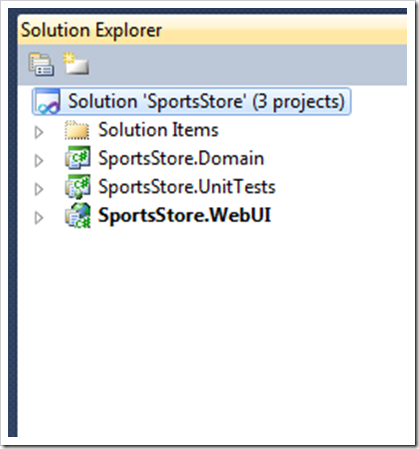 Solution Explorer
Solution 'SportsStore' (3 projects)
Solution Items
SportsStore.Domain
SportsStore.UnitTests
SportsStore.WebUI